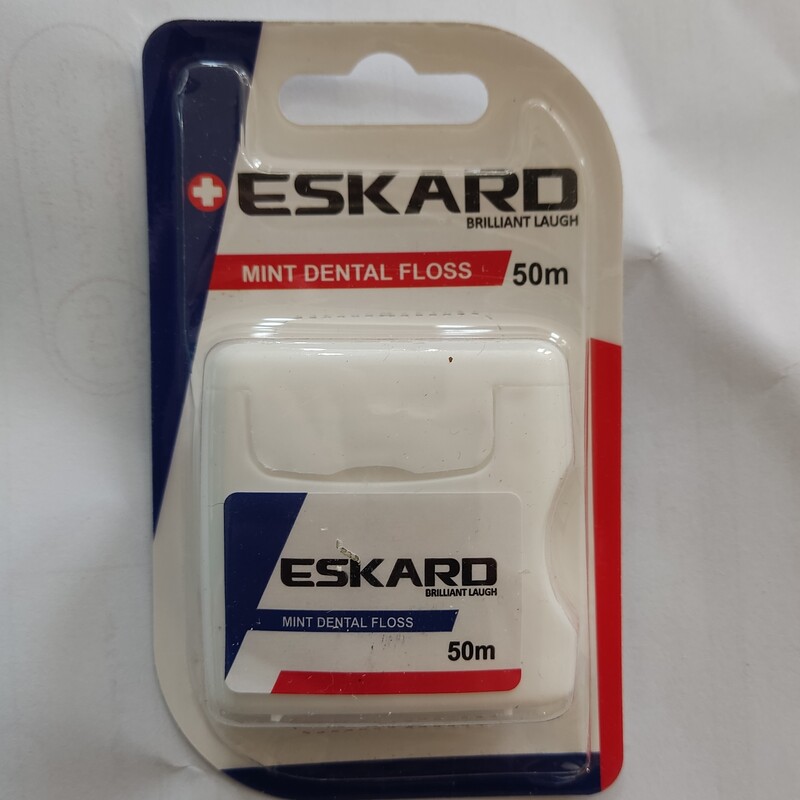 ESKARD
BRILLIANT LAUGH
MINT DENTAL FLOSS 50m
ESKARD
BRILLIANT LAUGH
MINT DENTAL FLOSS
50m